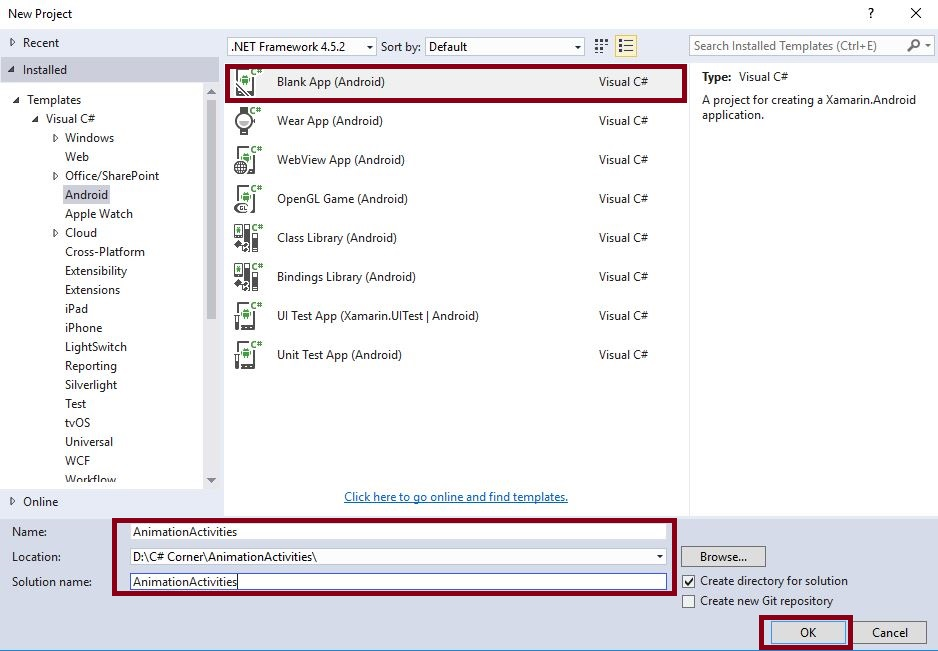 New Project
?
Recent
Installed
Templates
Visual C#
Windows
Web
Office/SharePoint
Android
Apple Watch
Cloud
Cross-Platform
Extensibility
Extensions
iPad
iPhone
LightSwitch
Reporting
Silverlight
Test
tvOS
Universal
WCF
Workflow
Online
.NET Framework 4.5.2 Sort by: Default
C# Blank App (Android) Visual C#
C# Wear App (Android) Visual C#
C# WebView App (Android) Visual C#
C# GL OpenGL Game (Android) Visual C#
C# Class Library (Android) Visual C#
C# Bindings Library (Android) Visual C#
C# UI Test App (Xamarin.UITest | Android) Visual C#
C# Unit Test App (Android) Visual C#
Click here to go online and find templates.
Search Installed Templates (Ctrl+E)
Type: Visual C#
A project for creating a Xamarin.Android
application.
Name: AnimationActivities
Location: D:\C# Corner\AnimationActivities\ Browse...
Solution name: AnimationActivities
Create directory for solution
Create new Git repository
OK Cancel